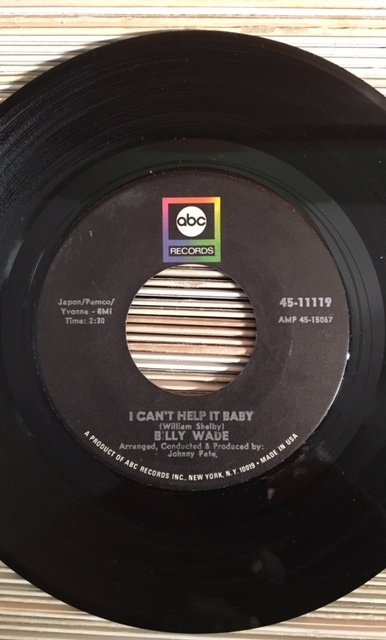 abc
RECORDS
Japan/Pamco/
Yvonne - BMI
Time: 2:30
45-11119
AMP 45-15067
I CAN'T HELP IT BABY
(William Shelby)
BILLY WADE
Arranged, Conducted & Produced by:
Johnny Pate,
A PRODUCT OF ABC RECORDS INC., NEW YORK, N.Y. 10019 • MADE IN USA